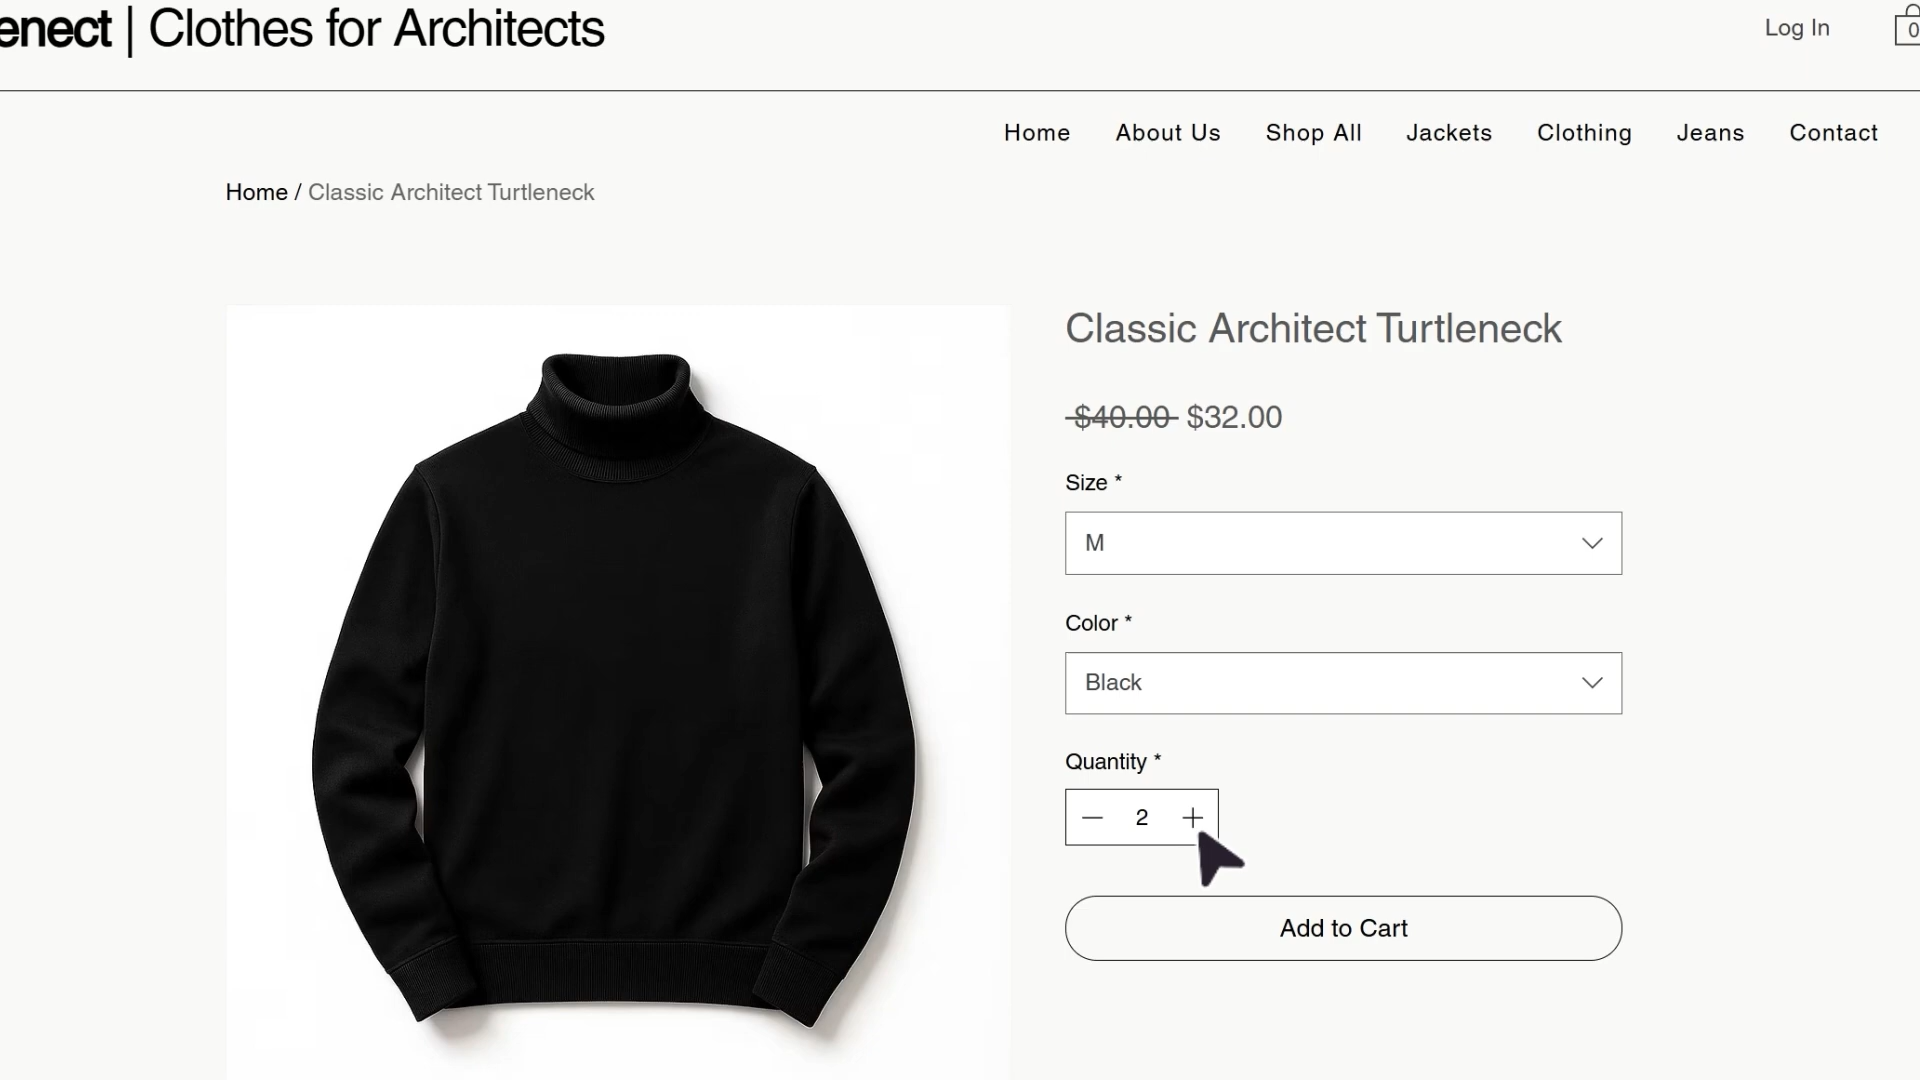 enect | Clothes for Architects
Log In
0
Home About Us Shop All Jackets Clothing Jeans Contact
Home / Classic Architect Turtleneck
Classic Architect Turtleneck
$40.00 $32.00
Size *
M
Color *
Black
Quantity *
2
Add to Cart